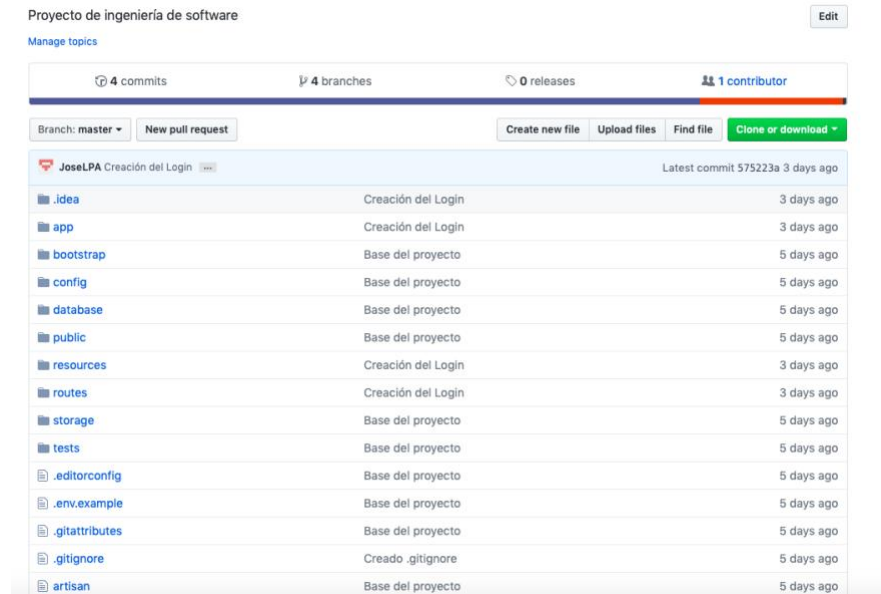 Proyecto de ingeniería de software
Edit
Manage topics
4 commits
4 branches
0 releases
1 contributor
Branch: master
New pull request
Create new file
Upload files
Find file
Clone or download
JoseLPA Creación del Login ...
Latest commit 575223a 3 days ago
.idea Creación del Login 3 days ago
app Creación del Login 3 days ago
bootstrap Base del proyecto 5 days ago
config Base del proyecto 5 days ago
database Base del proyecto 5 days ago
public Base del proyecto 5 days ago
resources Creación del Login 3 days ago
routes Creación del Login 3 days ago
storage Base del proyecto 5 days ago
tests Base del proyecto 5 days ago
.editorconfig Base del proyecto 5 days ago
.env.example Base del proyecto 5 days ago
.gitattributes Base del proyecto 5 days ago
.gitignore Creado .gitignore 5 days ago
artisan Base del proyecto 5 days ago